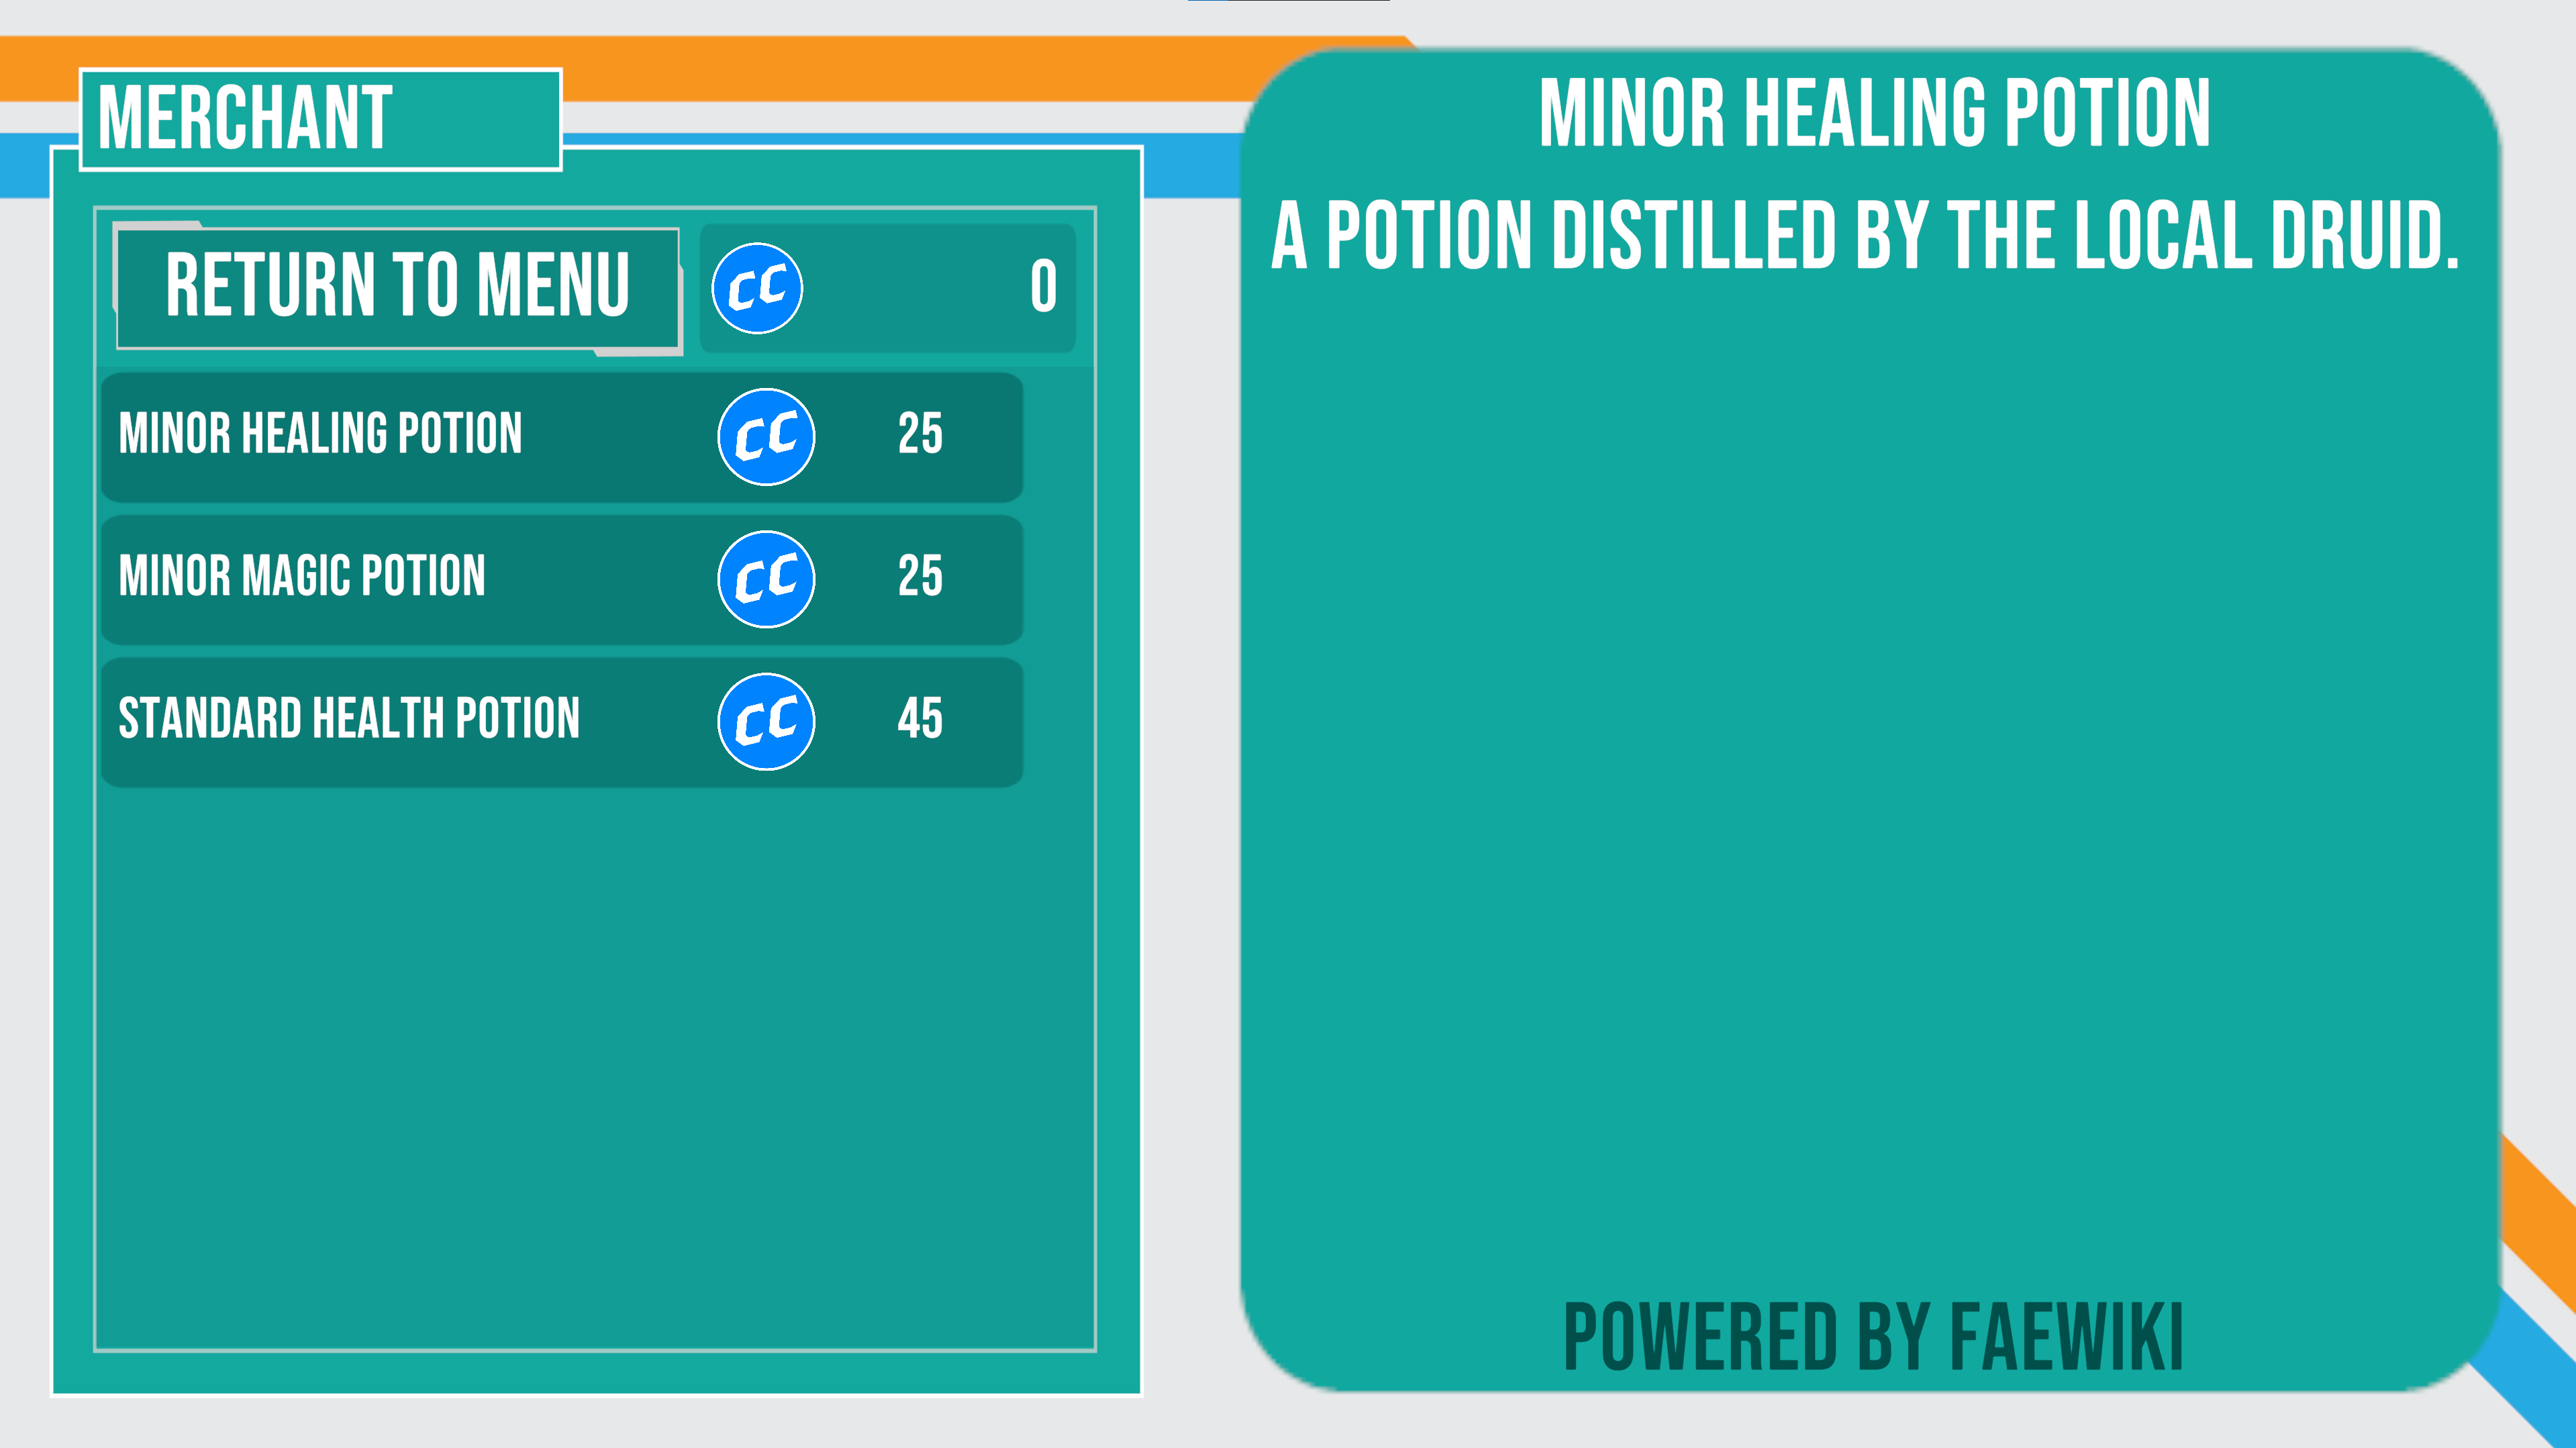 MERCHANT
RETURN TO MENU
CC 0
MINOR HEALING POTION CC 25
MINOR MAGIC POTION CC 25
STANDARD HEALTH POTION CC 45
MINOR HEALING POTION
A POTION DISTILLED BY THE LOCAL DRUID.
POWERED BY FAEWIKI